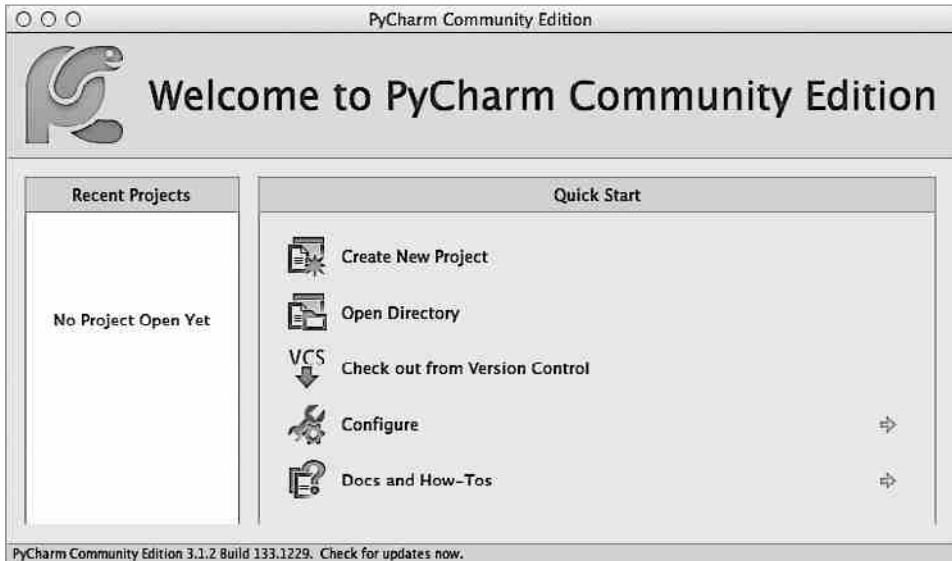 PyCharm Community Edition
Welcome to PyCharm Community Edition
Recent Projects
No Project Open Yet
Quick Start
Create New Project
Open Directory
VCS
Check out from Version Control
Configure
Docs and How-Tos
PyCharm Community Edition 3.1.2 Build 133.1229. Check for updates now.